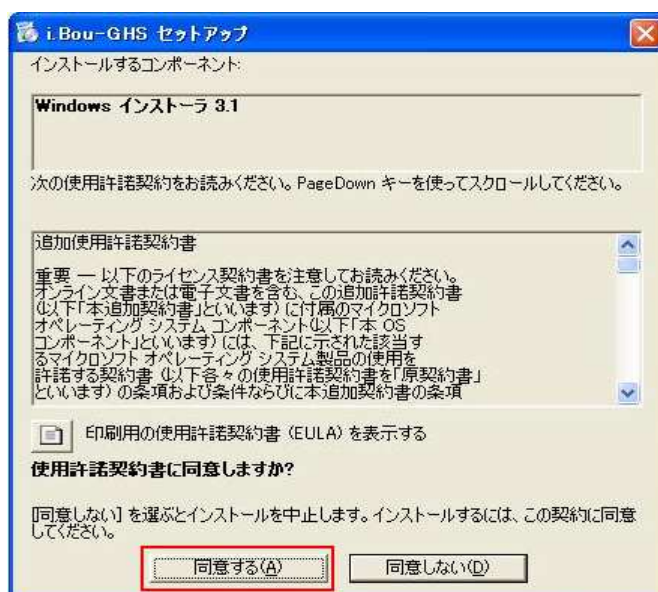 i.Bou-GHS セットアップ
インストールするコンポーネント:
Windows インストーラ 3.1
次の使用許諾契約をお読みください。PageDown キーを使ってスクロールしてください。
追加使用許諾契約書
重要 — 以下のライセンス契約書を注意してお読みください。
オンライン文書または電子文書を含む、この追加許諾契約書
(以下「本追加契約書」といいます) に付属のマイクロソフト
オペレーティング システム コンポーネント(以下「本 OS
コンポーネント」といいます) には、下記に示された該当す
るマイクロソフト オペレーティング システム製品の使用を
許諾する契約書 (以下各々の使用許諾契約書を「原契約書」
といいます) の条項および条件ならびに本追加契約書の条項
印刷用の使用許諾契約書 (EULA) を表示する
使用許諾契約書に同意しますか?
[同意しない] を選ぶとインストールを中止します。インストールするには、この契約に同意
してください。
同意する(A)
同意しない(D)